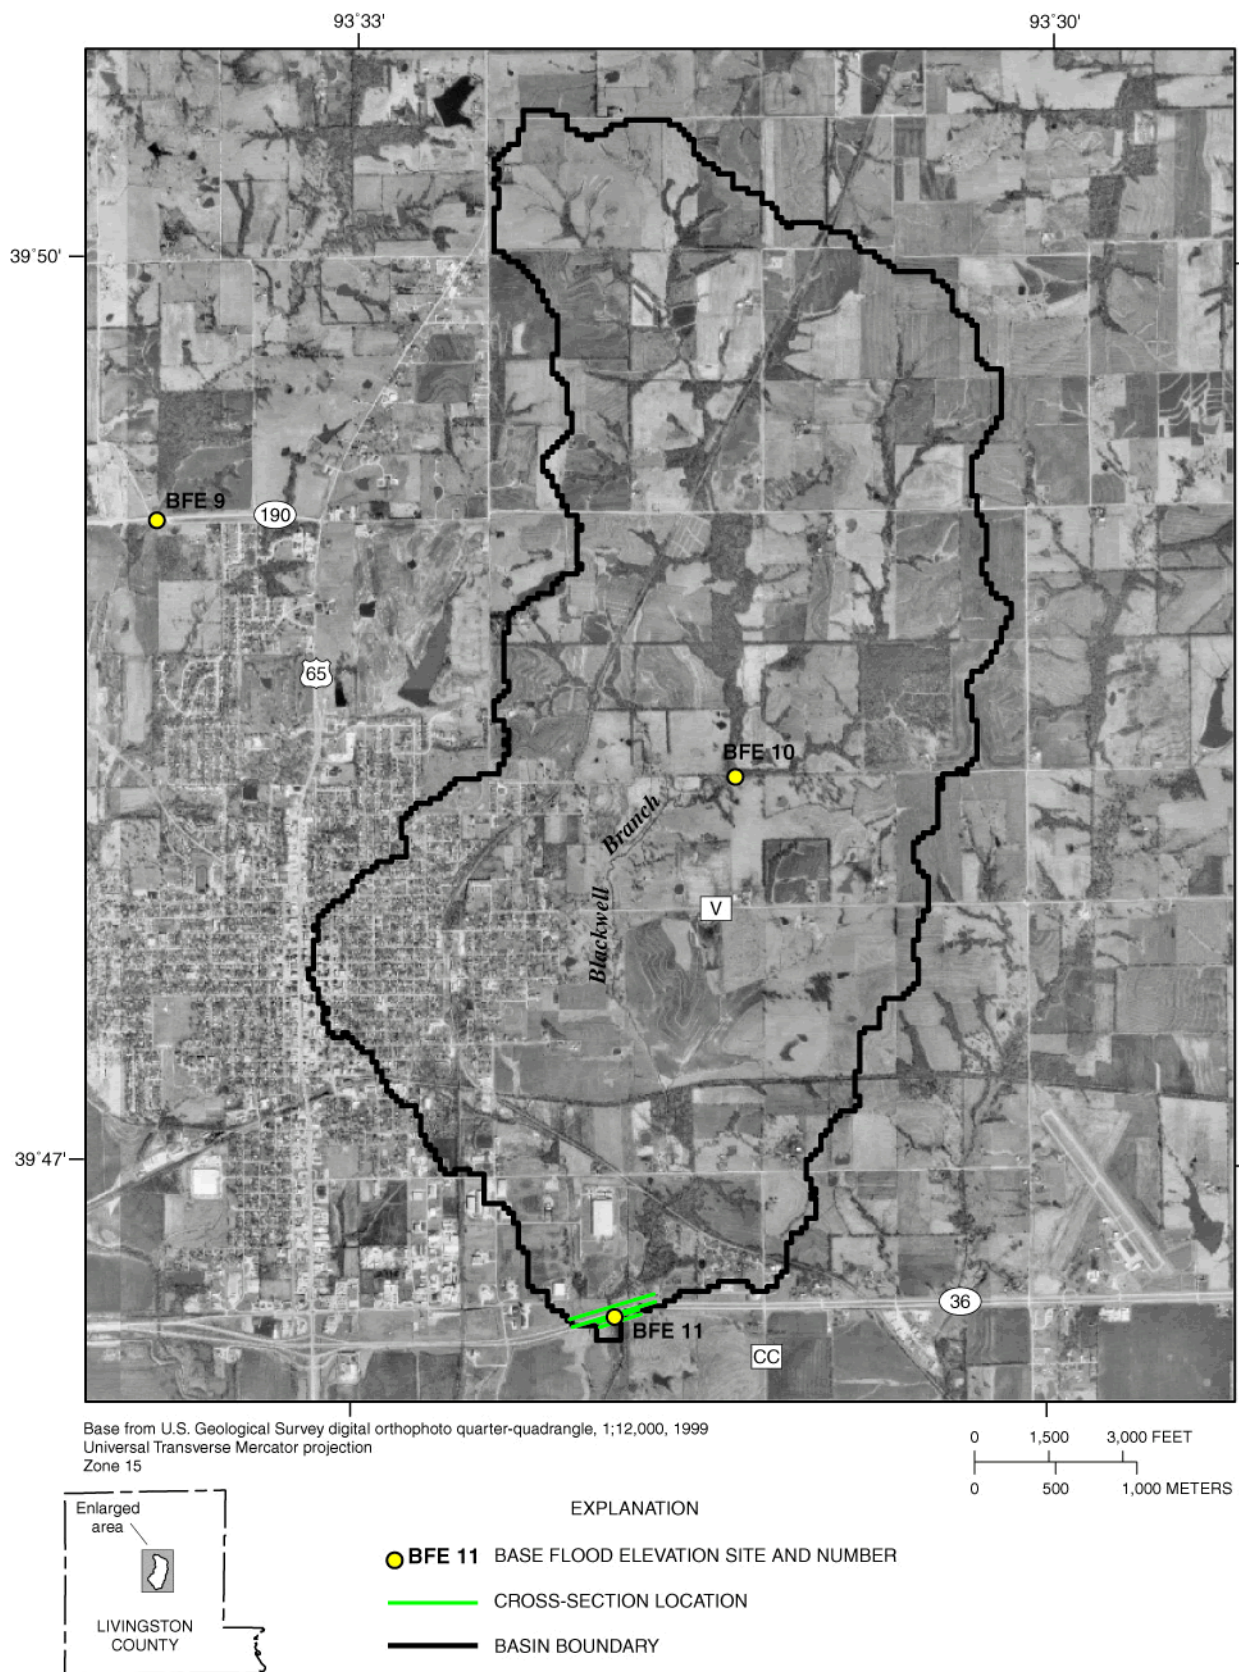 93°33'
93°30'
39°50'
BFE 9
190
65
BFE 10
Branch
Blackwell
V
39°47'
36
BFE 11
CC
Base from U.S. Geological Survey digital orthophoto quarter-quadrangle, 1;12,000, 1999
Universal Transverse Mercator projection
Zone 15
0 1,500 3,000 FEET
0 500 1,000 METERS
Enlarged
area
LIVINGSTON
COUNTY
EXPLANATION
BFE 11 BASE FLOOD ELEVATION SITE AND NUMBER
CROSS-SECTION LOCATION
BASIN BOUNDARY